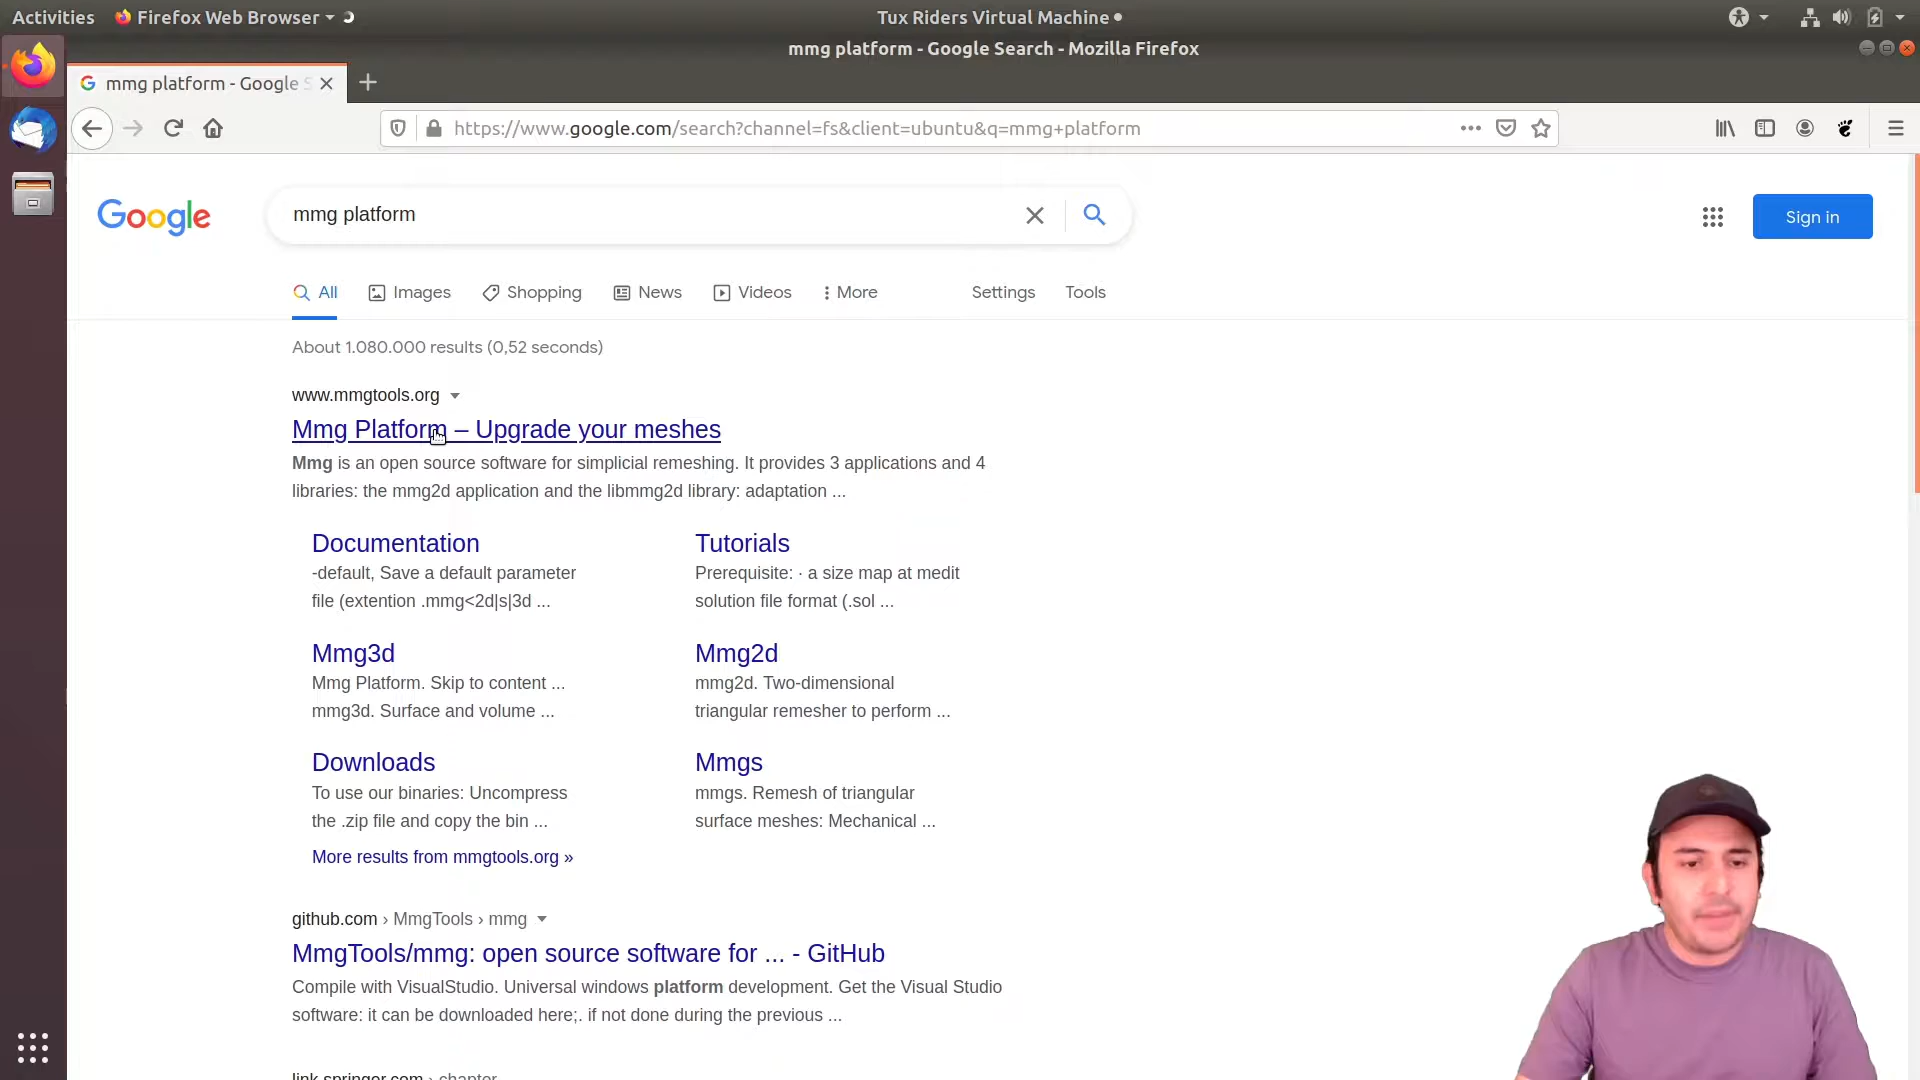 Activities Firefox Web Browser Tux Riders Virtual Machine
mmg platform - Google Search - Mozilla Firefox
mmg platform - Google S
https://www.google.com/search?channel=fs&client=ubuntu&q=mmg+platform
Google mmg platform Sign in
All Images Shopping News Videos More Settings Tools
About 1.080.000 results (0,52 seconds)
www.mmgtools.org
Mmg Platform – Upgrade your meshes
Mmg is an open source software for simplicial remeshing. It provides 3 applications and 4
libraries: the mmg2d application and the libmmg2d library: adaptation ...
Documentation
-default, Save a default parameter
file (extention .mmg<2d|s|3d ...
Tutorials
Prerequisite: · a size map at medit
solution file format (.sol ...
Mmg3d
Mmg Platform. Skip to content ...
mmg3d. Surface and volume ...
Mmg2d
mmg2d. Two-dimensional
triangular remesher to perform ...
Downloads
To use our binaries: Uncompress
the .zip file and copy the bin ...
Mmgs
mmgs. Remesh of triangular
surface meshes: Mechanical ...
More results from mmgtools.org »
github.com › MmgTools › mmg
MmgTools/mmg: open source software for ... - GitHub
Compile with VisualStudio. Universal windows platform development. Get the Visual Studio
software: it can be downloaded here;. if not done during the previous ...
link.springer.com › chapter